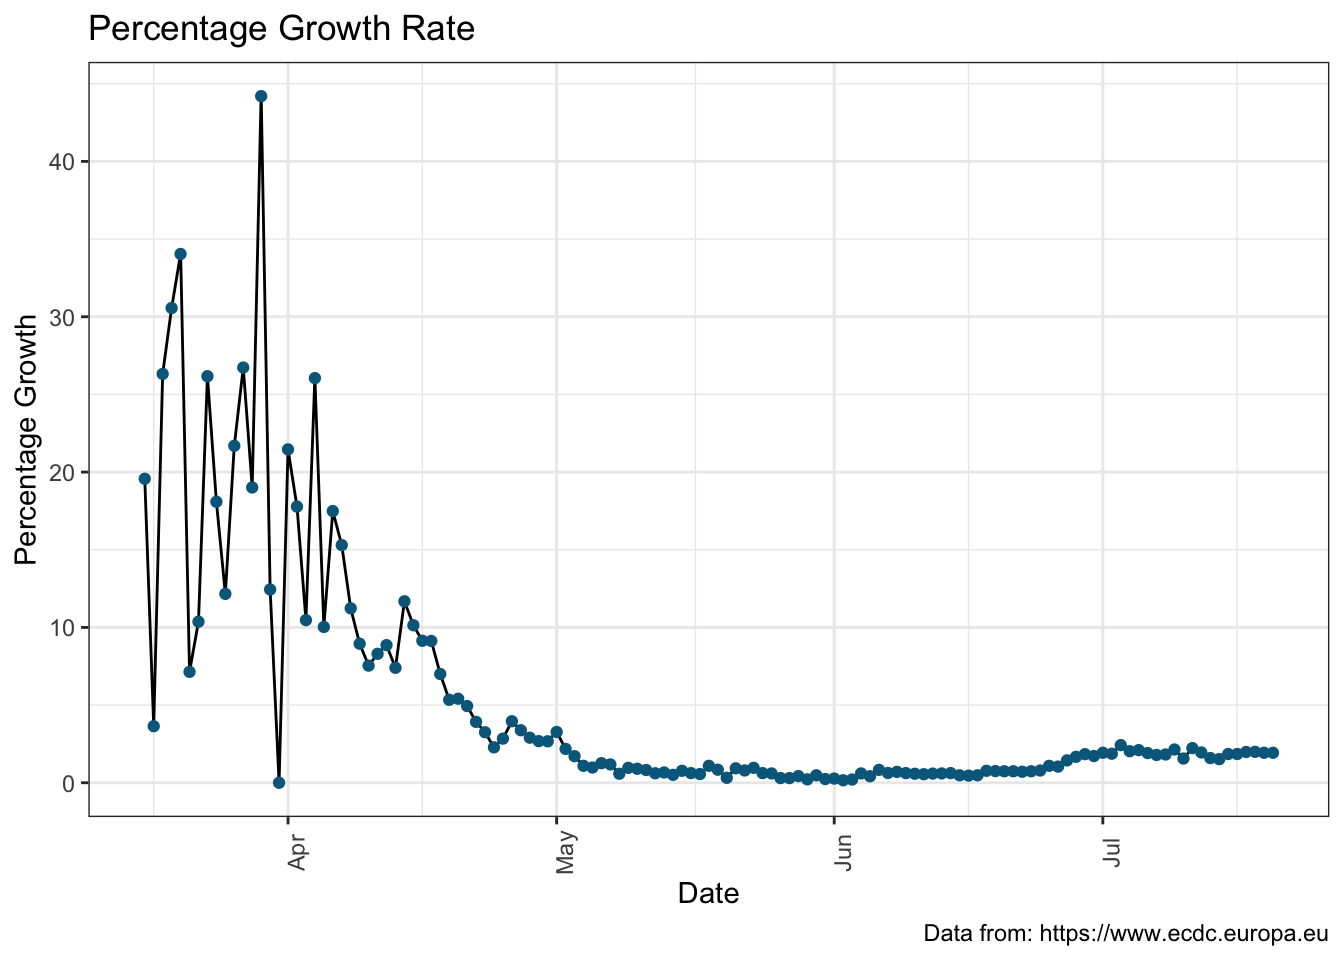 Percentage Growth Rate
Percentage Growth
40
30
20
10
0
Apr
May
Jun
Jul
Date
Data from: https://www.ecdc.europa.eu